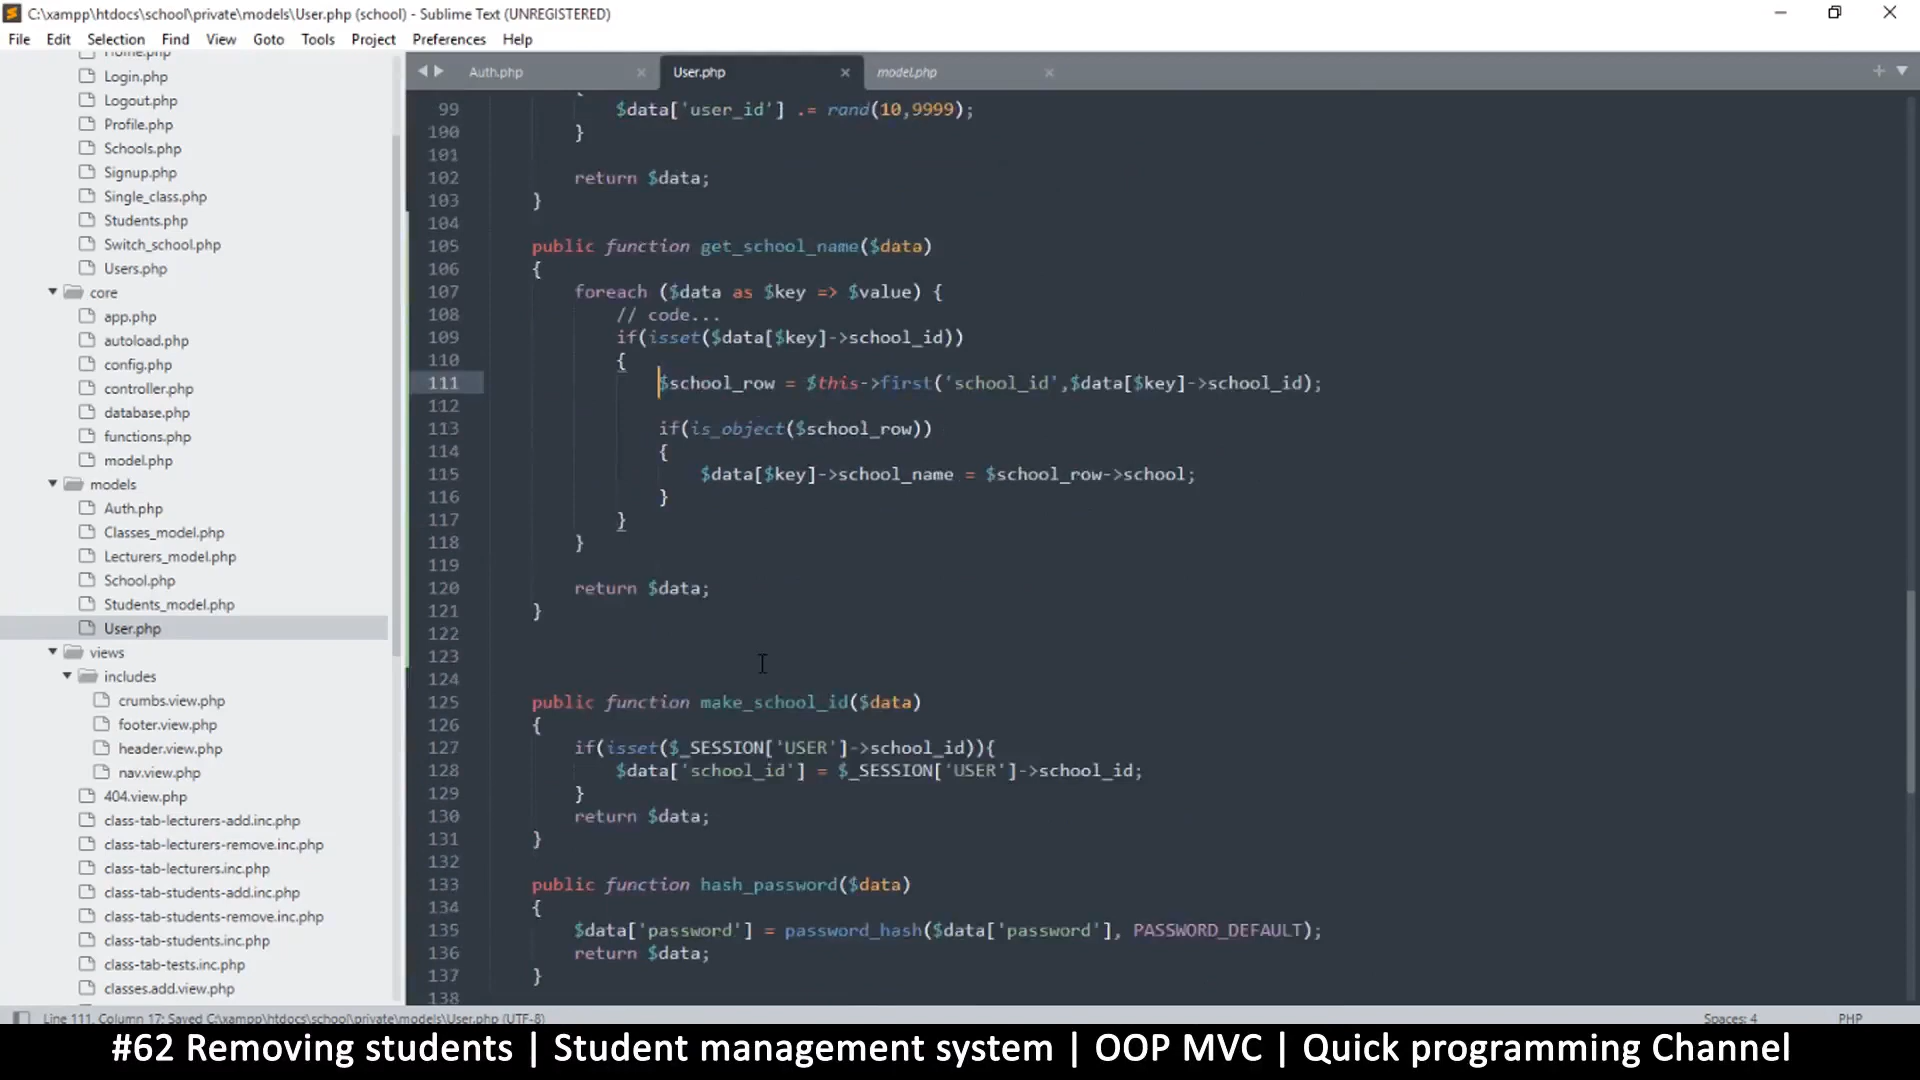 C:\xampp\htdocs\school\private\models\User.php (school) - Sublime Text (UNREGISTERED)
File Edit Selection Find View Goto Tools Project Preferences Help
Home.php
Login.php
Logout.php
Profile.php
Schools.php
Signup.php
Single_class.php
Students.php
Switch_school.php
Users.php
core
app.php
autoload.php
config.php
controller.php
database.php
functions.php
model.php
models
Auth.php
Classes_model.php
Lecturers_model.php
School.php
Students_model.php
User.php
views
includes
crumbs.view.php
footer.view.php
header.view.php
nav.view.php
404.view.php
class-tab-lecturers-add.inc.php
class-tab-lecturers-remove.inc.php
class-tab-lecturers.inc.php
class-tab-students-add.inc.php
class-tab-students-remove.inc.php
class-tab-students.inc.php
class-tab-tests.inc.php
classes.add.view.php
Auth.php User.php model.php
{
99 $data['user_id'] .= rand(10,9999);
100 }
101
102 return $data;
103 }
104
105 public function get_school_name($data)
106 {
107 foreach ($data as $key => $value) {
108 // code...
109 if(isset($data[$key]->school_id))
110 {
111 $school_row = $this->first('school_id',$data[$key]->school_id);
112
113 if(is_object($school_row))
114 {
115 $data[$key]->school_name = $school_row->school;
116 }
117 }
118 }
119
120 return $data;
121 }
122
123
124
125 public function make_school_id($data)
126 {
127 if(isset($_SESSION['USER']->school_id)){
128 $data['school_id'] = $_SESSION['USER']->school_id;
129 }
130 return $data;
131 }
132
133 public function hash_password($data)
134 {
135 $data['password'] = password_hash($data['password'], PASSWORD_DEFAULT);
136 return $data;
137 }
138
Line 111, Column 17; Saved C:\xampp\htdocs\school\private\models\User.php (UTF-8) Spaces: 4 PHP
#62 Removing students | Student management system | OOP MVC | Quick programming Channel